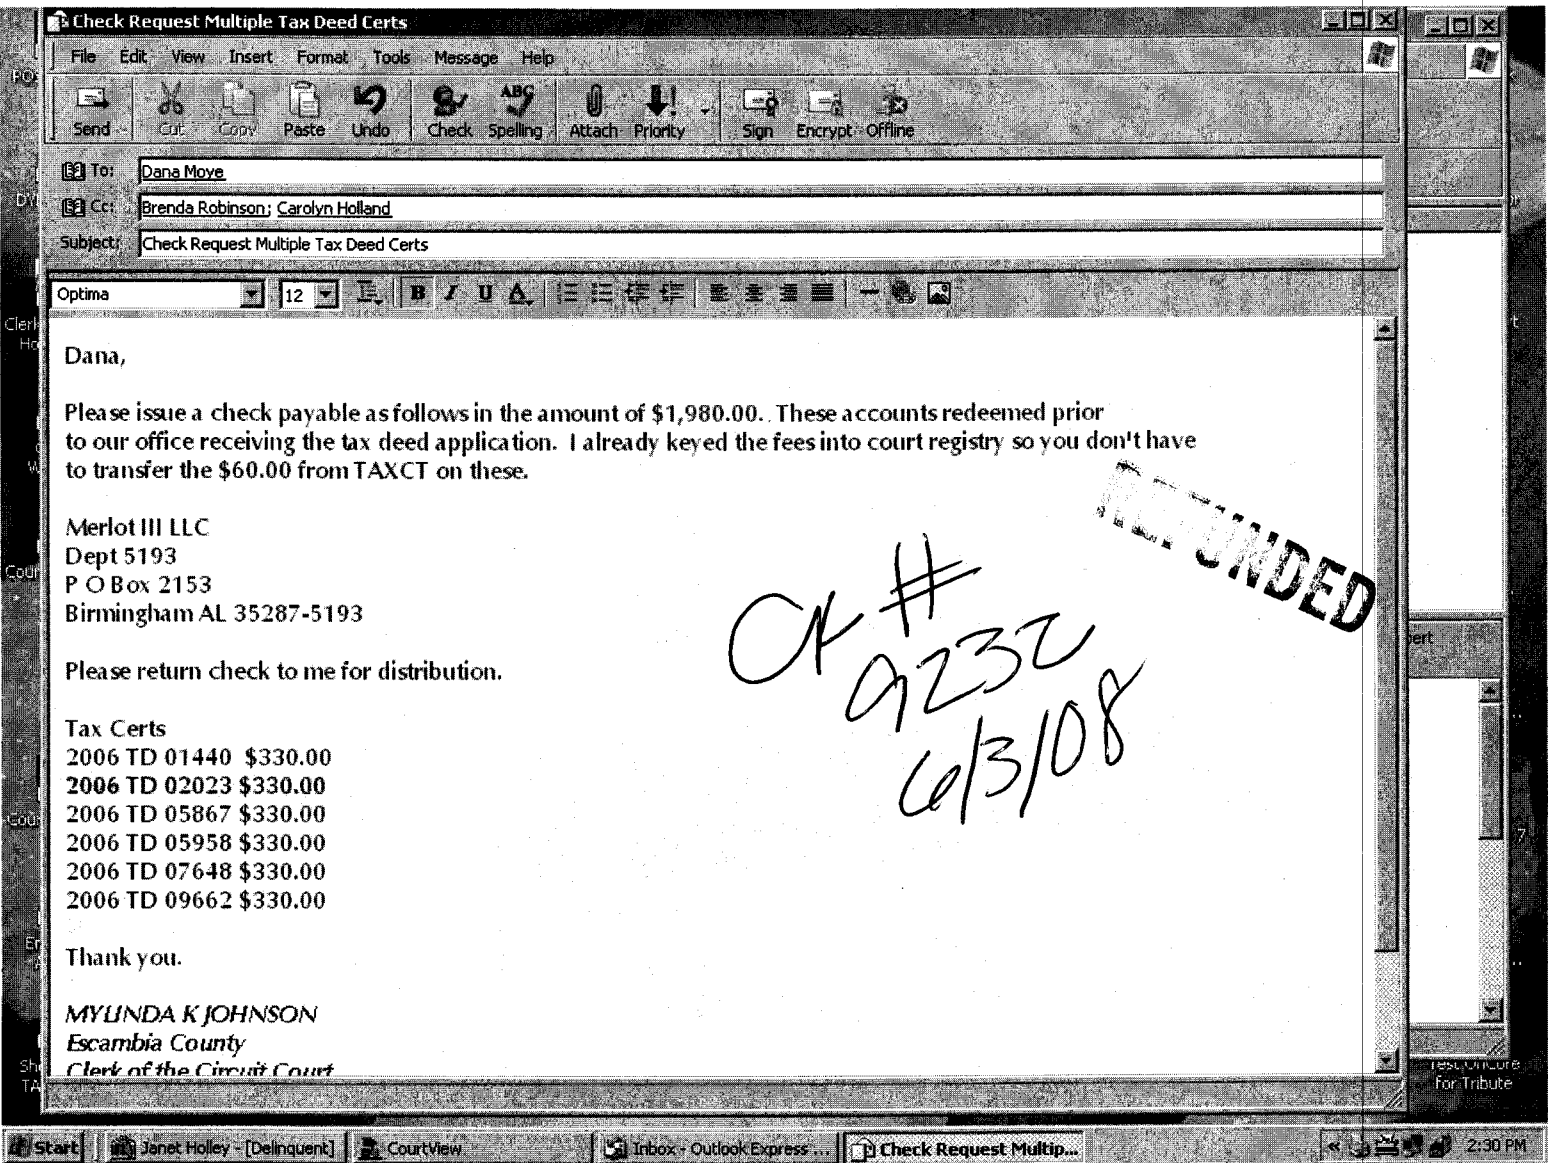 Check Request Multiple Tax Deed Certs
File Edit View Insert Format Tools Message Help
Send Cut Copy Paste Undo Check Spelling Attach Priority Sign Encrypt Offline
To: Dana Moye
Cc: Brenda Robinson; Carolyn Holland
Subject: Check Request Multiple Tax Deed Certs
Optima 12
Dana,
Please issue a check payable as follows in the amount of $1,980.00. These accounts redeemed prior
to our office receiving the tax deed application. I already keyed the fees into court registry so you don't have
to transfer the $60.00 from TAXCT on these.
REFUNDED
Merlot III LLC
Dept 5193
P O Box 2153
Birmingham AL 35287-5193
CK #
9232
6/3/08
Please return check to me for distribution.
Tax Certs
2006 TD 01440 $330.00
2006 TD 02023 $330.00
2006 TD 05867 $330.00
2006 TD 05958 $330.00
2006 TD 07648 $330.00
2006 TD 09662 $330.00
Thank you.
MYLINDA K JOHNSON
Escambia County
Clerk of the Circuit Court
for Tribute
Start Janet Holley - [Delinquent] CourtView Inbox - Outlook Express ... Check Request Multip... 2:30 PM